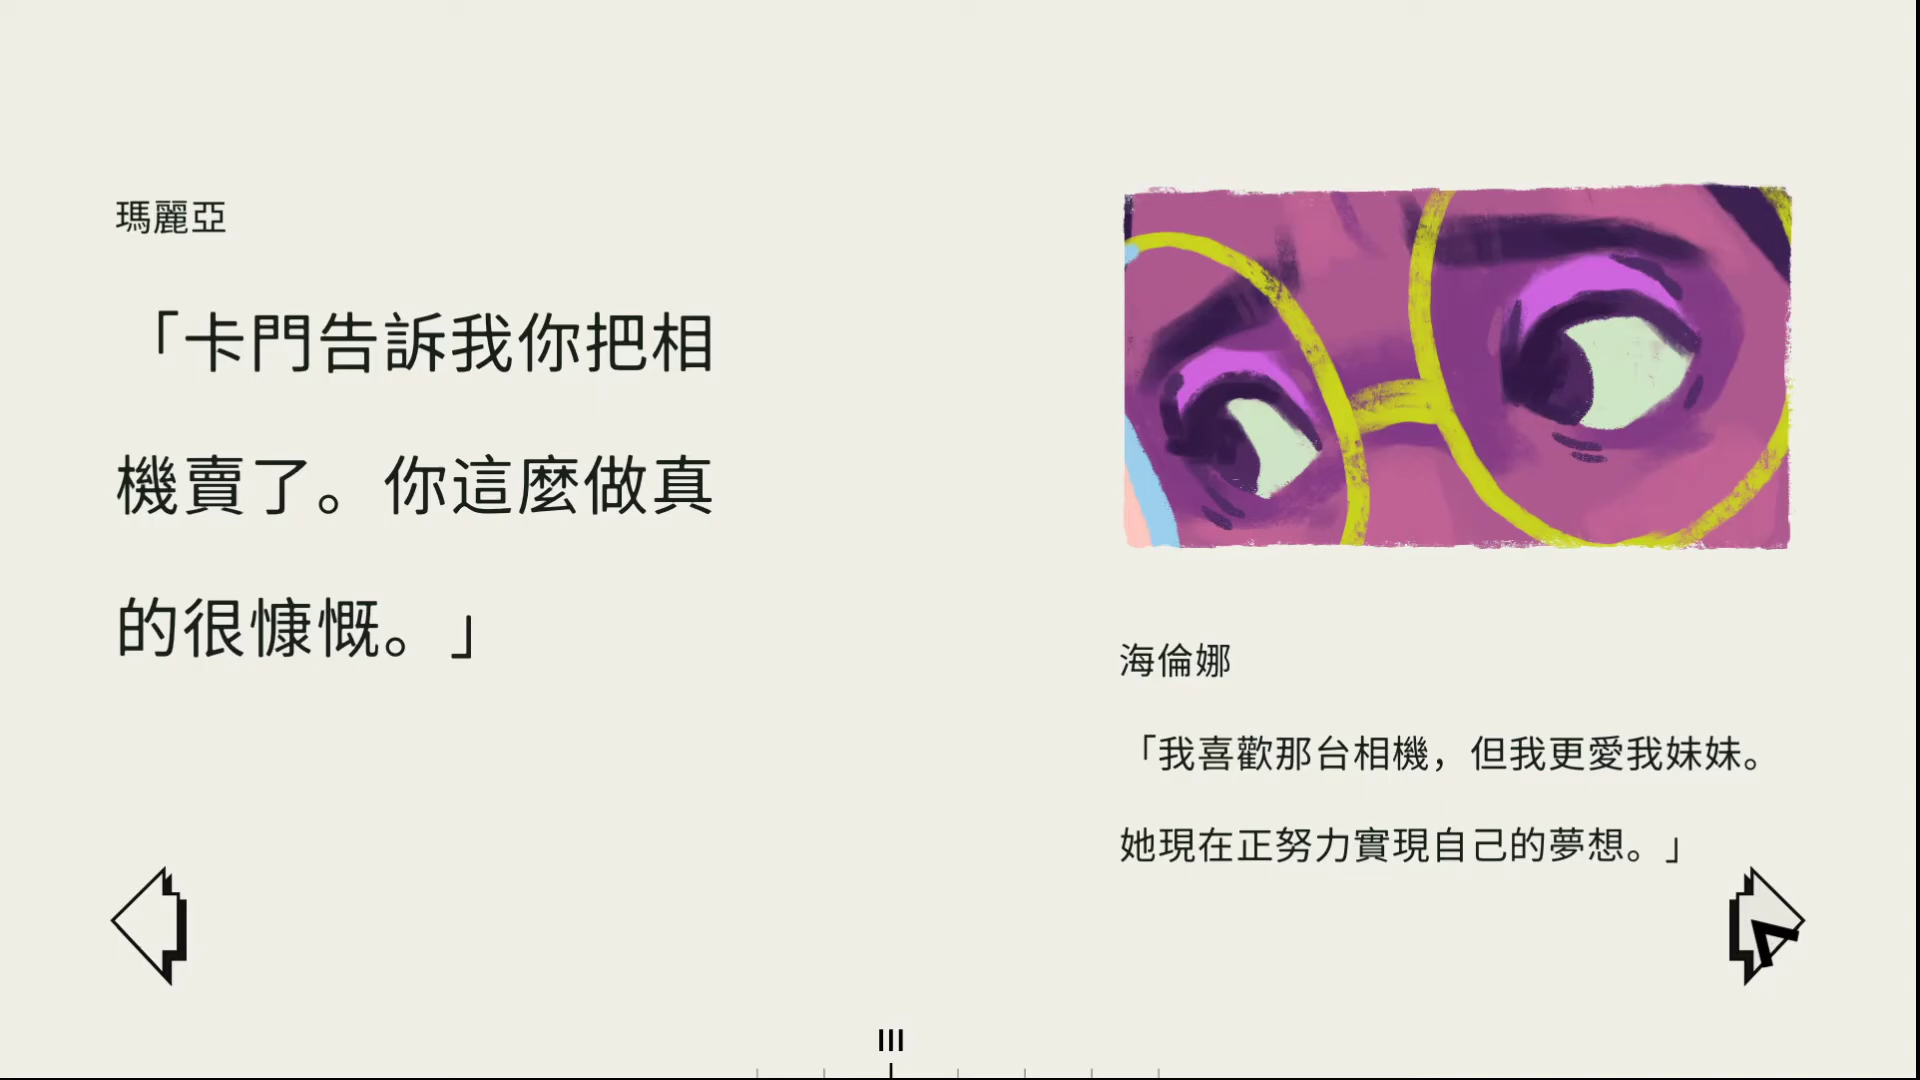 瑪麗亞
「卡門告訴我你把相
機賣了。你這麼做真
的很慷慨。」
海倫娜
「我喜歡那台相機，但我更愛我妹妹。
她現在正努力實現自己的夢想。」
III